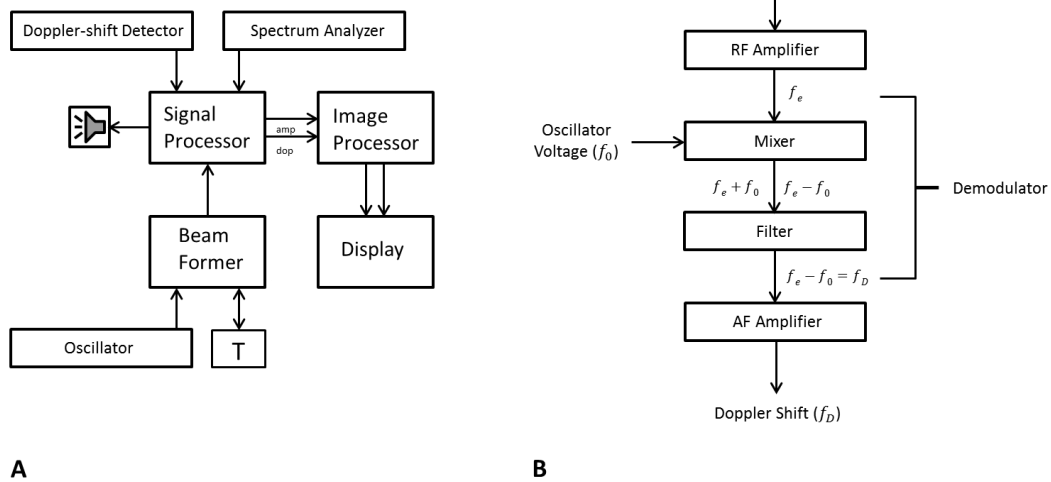 Doppler-shift Detector
Spectrum Analyzer
Signal
Processor
amp
dop
Image
Processor
Beam
Former
Display
Oscillator
T
A
RF Amplifier
f_e
Oscillator
Voltage (f_0)
Mixer
f_e + f_0 f_e − f_0
Demodulator
Filter
f_e − f_0 = f_D
AF Amplifier
Doppler Shift (f_D)
B